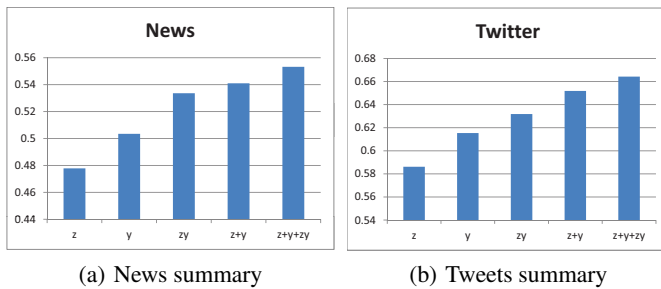 News
0.56
0.54
0.52
0.5
0.48
0.46
0.44
z y zy z+y z+y+zy
(a) News summary
Twitter
0.68
0.66
0.64
0.62
0.6
0.58
0.56
0.54
z y zy z+y z+y+zy
(b) Tweets summary